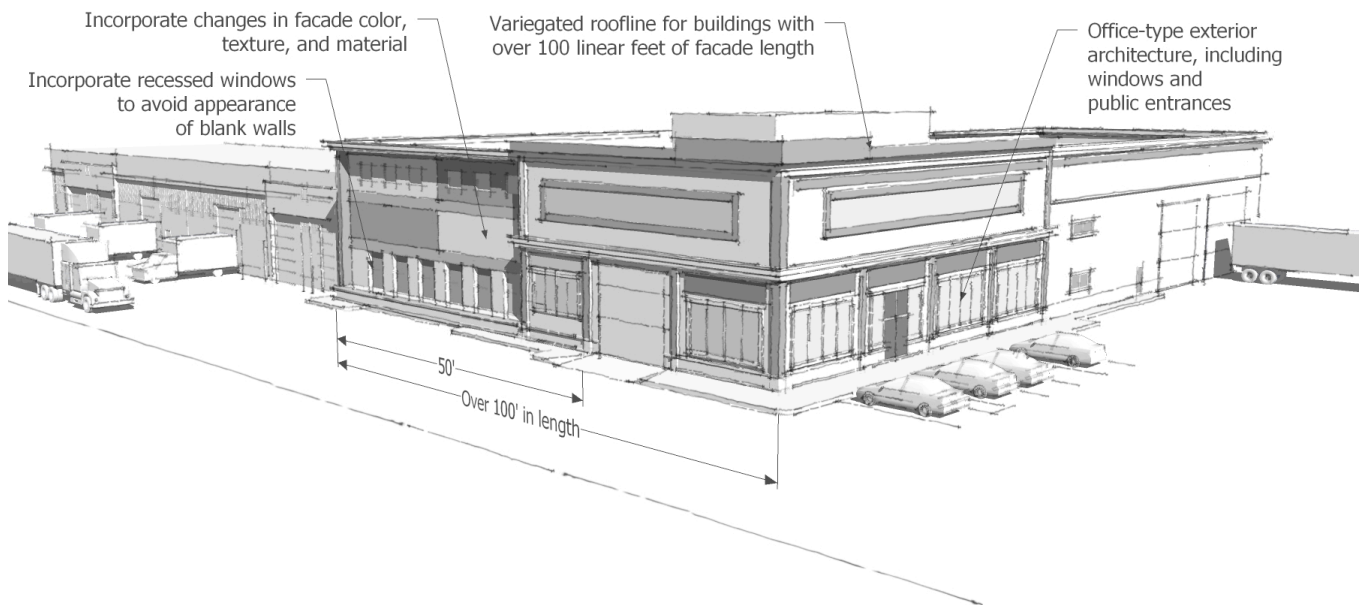 Incorporate changes in facade color,
texture, and material
Variegated roofline for buildings with
over 100 linear feet of facade length
Office-type exterior
architecture, including
windows and
public entrances
Incorporate recessed windows
to avoid appearance
of blank walls
50'
Over 100' in length